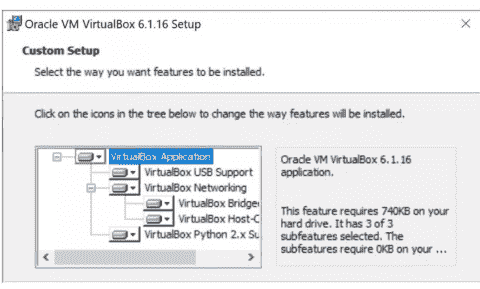 Oracle VM VirtualBox 6.1.16 Setup
Custom Setup
Select the way you want features to be installed.
Click on the icons in the tree below to change the way features will be installed.
VirtualBox Application
VirtualBox USB Support
VirtualBox Networking
VirtualBox Bridge
VirtualBox Host-C
VirtualBox Python 2.x Su
Oracle VM VirtualBox 6.1.16
application.
This feature requires 740KB on your
hard drive. It has 3 of 3
subfeatures selected. The
subfeatures require 0KB on your ...